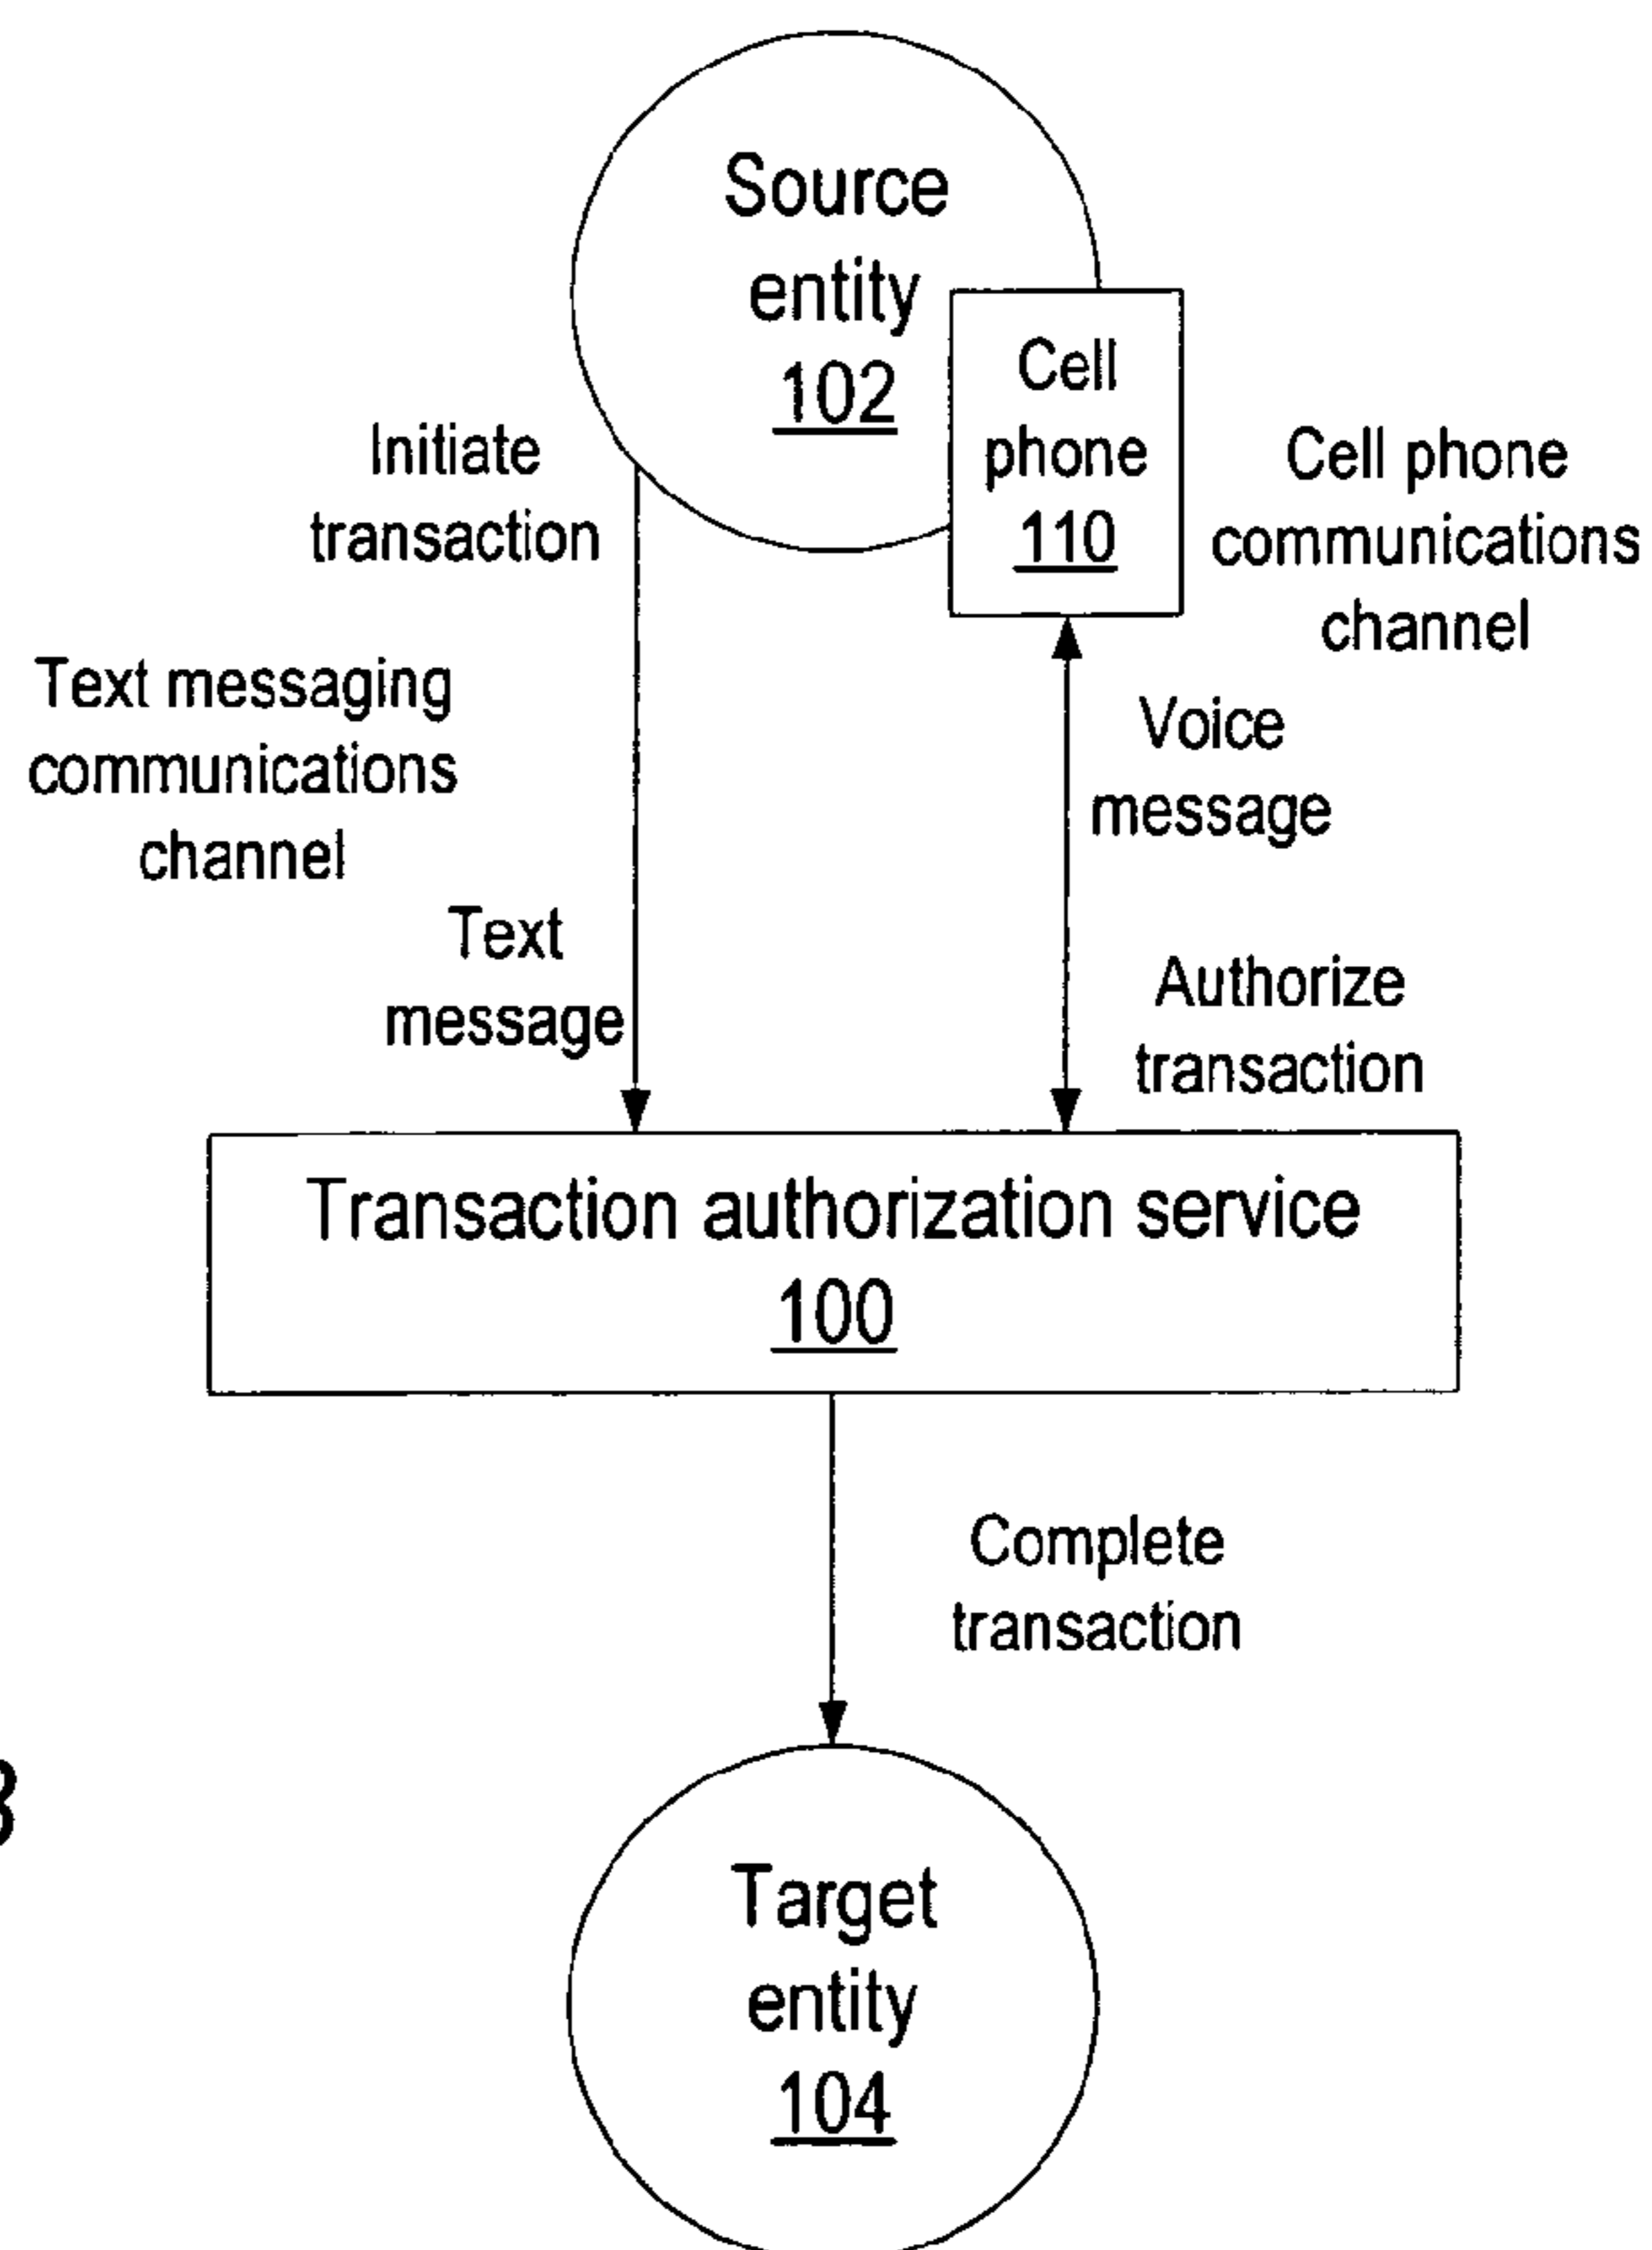 Source
entity
102
Cell
phone
110
Initiate
transaction
Cell phone
communications
channel
Text messaging
communications
channel
Voice
message
Text
message
Authorize
transaction
Transaction authorization service
100
Complete
transaction
Target
entity
104